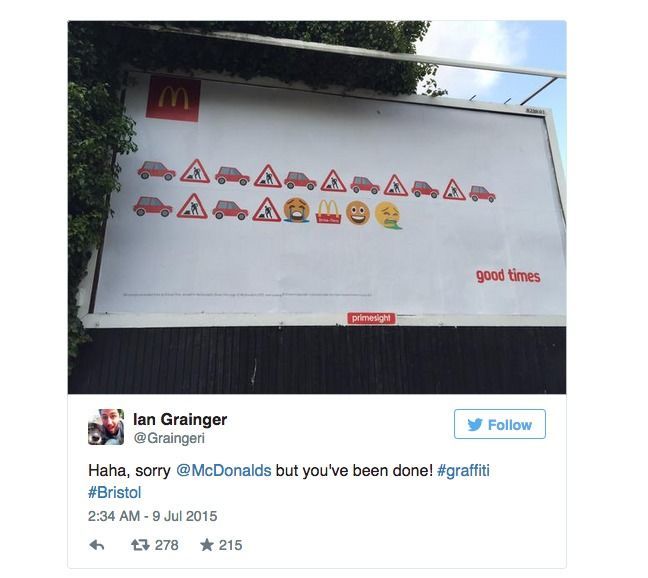 good times
primesight
Ian Grainger
@Graingeri
Follow
Haha, sorry @McDonalds but you've been done! #graffiti
#Bristol
2:34 AM - 9 Jul 2015
278
215